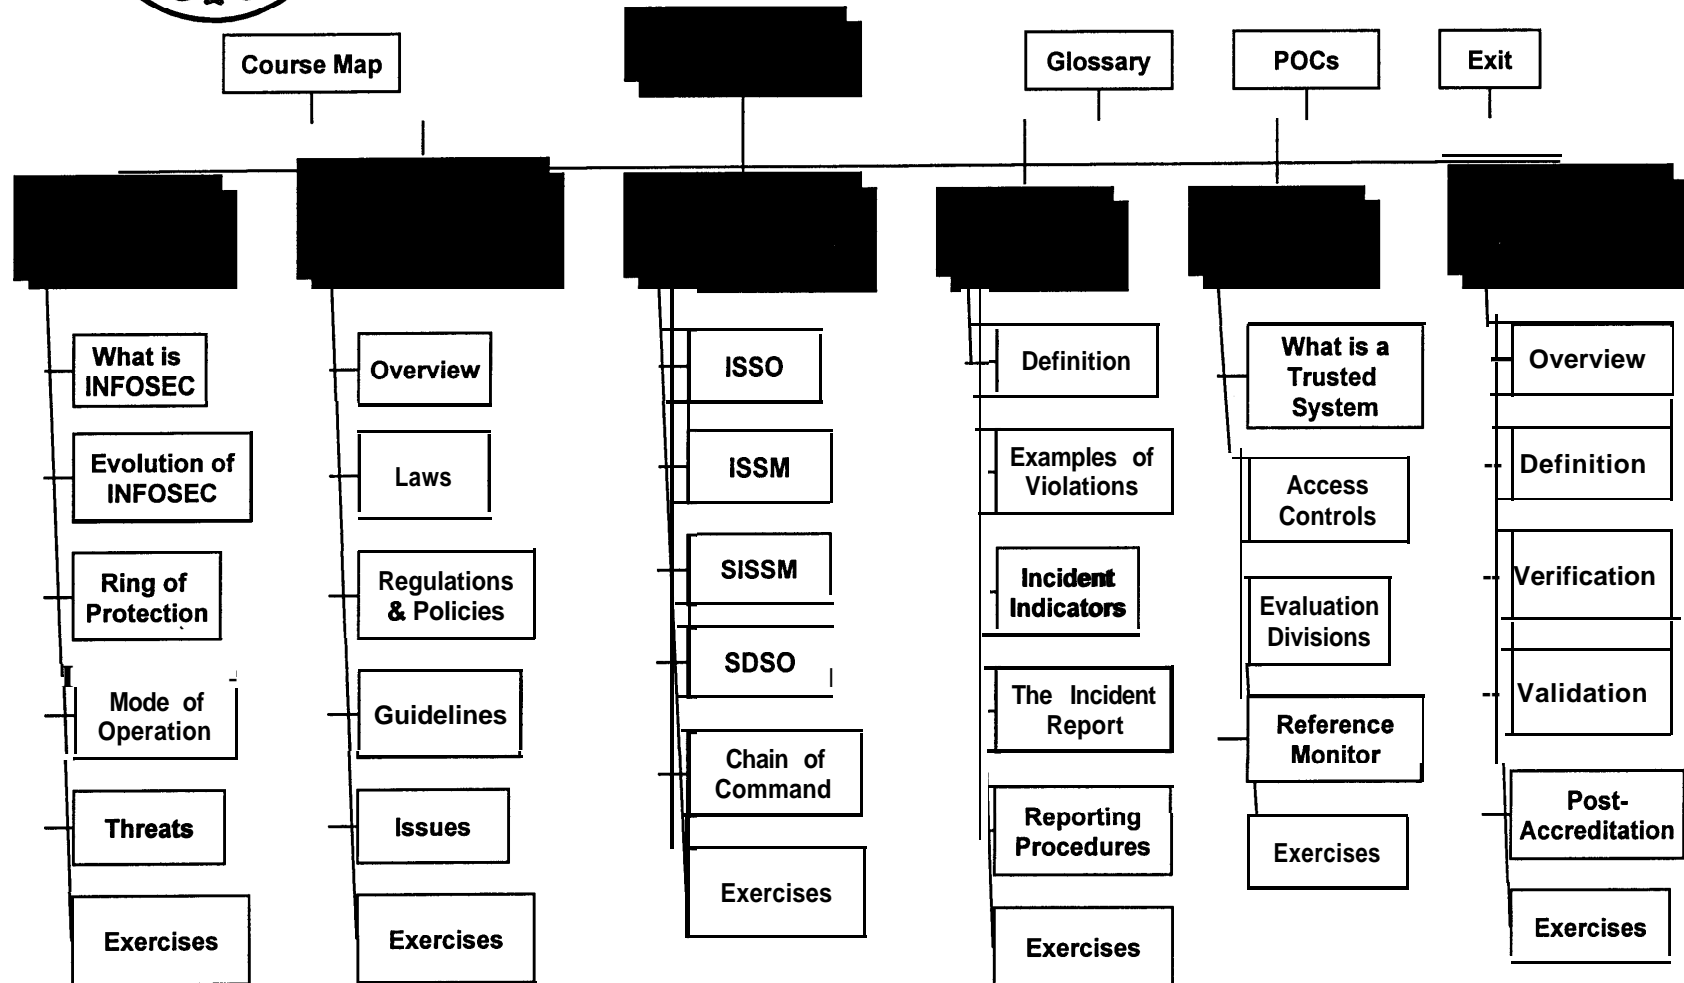 Course Map
Glossary
POCs
Exit
What is
INFOSEC
Evolution of
INFOSEC
Ring of
Protection
Mode of
Operation
Threats
Exercises
Overview
Laws
Regulations
& Policies
Guidelines
Issues
Exercises
ISSO
ISSM
SISSM
SDSO
Chain of
Command
Exercises
Definition
Examples of
Violations
Incident
Indicators
The Incident
Report
Reporting
Procedures
Exercises
What is a
Trusted
System
Access
Controls
Evaluation
Divisions
Reference
Monitor
Exercises
Overview
Definition
Verification
Validation
Post-
Accreditation
Exercises